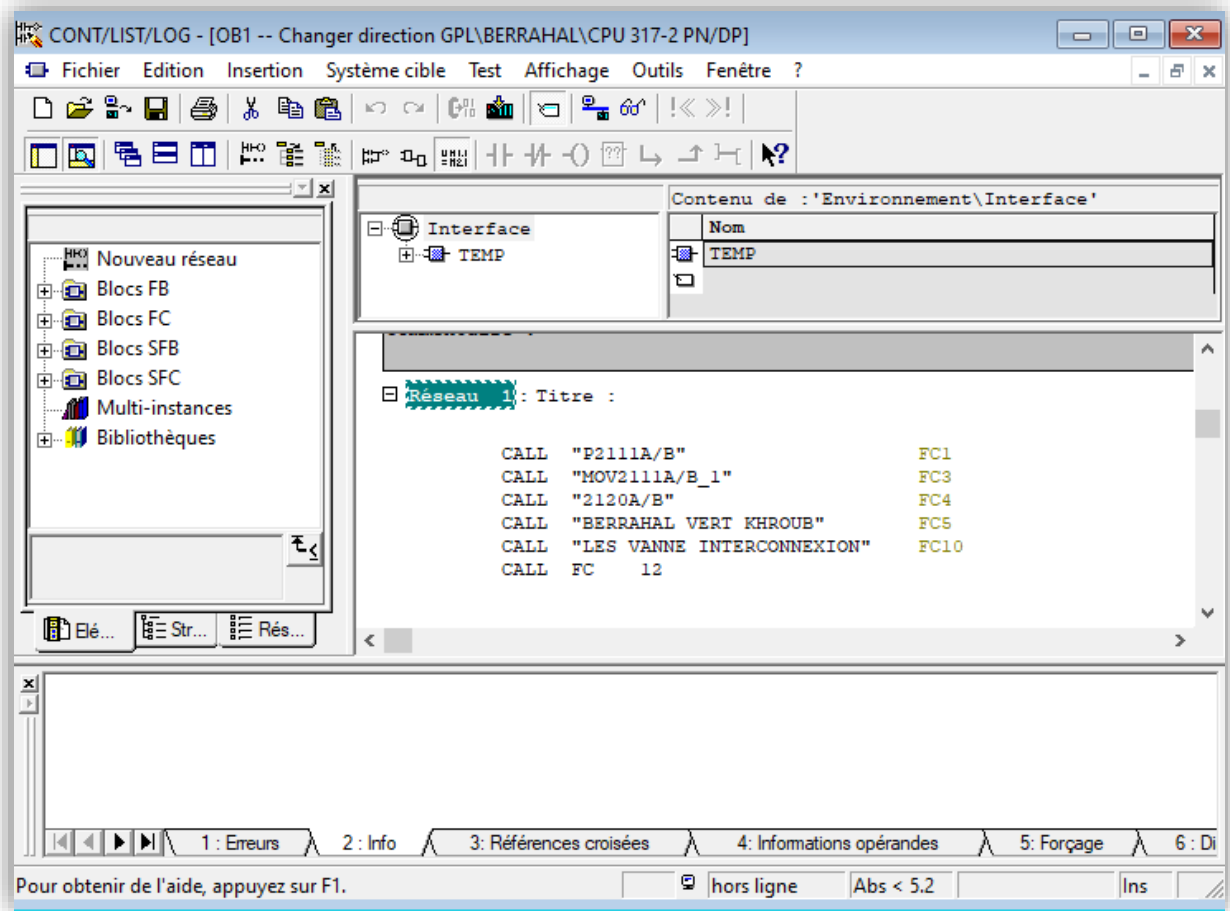 CONT/LIST/LOG - [OB1 -- Changer direction GPL\BERRAHAL\CPU 317-2 PN/DP]
Fichier Edition Insertion Système cible Test Affichage Outils Fenêtre ?
Contenu de :'Environnement\Interface'
Interface
TEMP
Nom
TEMP
Nouveau réseau
Blocs FB
Blocs FC
Blocs SFB
Blocs SFC
Multi-instances
Bibliothèques
Elé... Str... Rés...
Réseau 1: Titre :
CALL "P2111A/B" FC1
CALL "MOV2111A/B_1" FC3
CALL "2120A/B" FC4
CALL "BERRAHAL VERT KHROUB" FC5
CALL "LES VANNE INTERCONNEXION" FC10
CALL FC 12
1 : Erreurs 2 : Info 3: Références croisées 4: Informations opérandes 5: Forçage 6 : Di
Pour obtenir de l'aide, appuyez sur F1. hors ligne Abs < 5.2 Ins